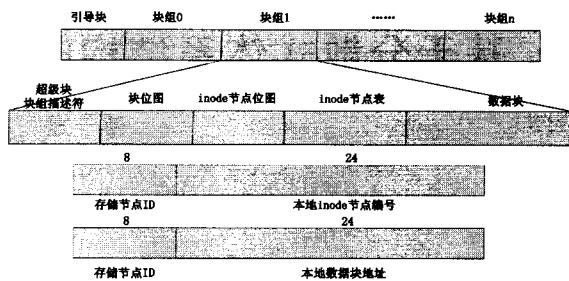 引导块 块组0 块组1 …… 块组n
超级块
块组描述符 块位图 inode节点位图 inode节点表 数据块
8 24
存储节点ID 本地inode节点编号
8 24
存储节点ID 本地数据块地址